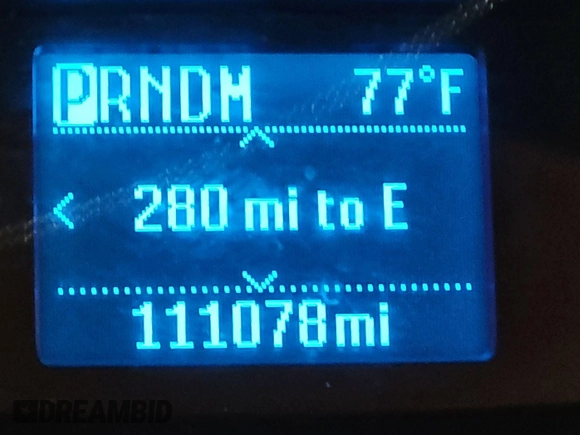 PRNDM 77°F
280 mi to E
111078mi
DREAMBID